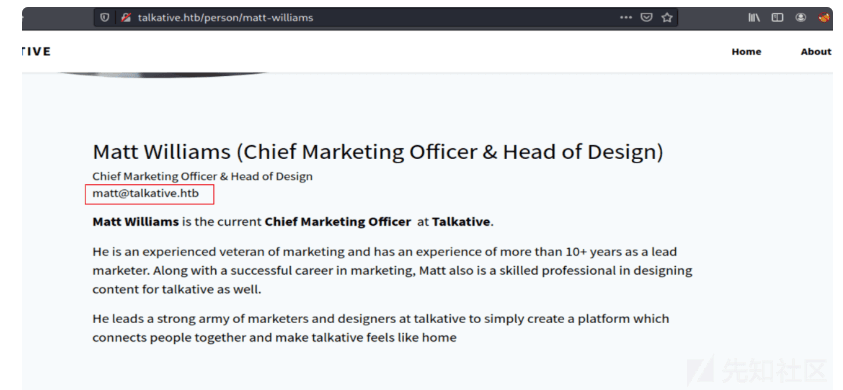 talkative.htb/person/matt-williams
TIVE
Home
About
Matt Williams (Chief Marketing Officer & Head of Design)
Chief Marketing Officer & Head of Design
matt@talkative.htb
Matt Williams is the current Chief Marketing Officer at Talkative.
He is an experienced veteran of marketing and has an experience of more than 10+ years as a lead
marketer. Along with a successful career in marketing, Matt also is a skilled professional in designing
content for talkative as well.
He leads a strong army of marketers and designers at talkative to simply create a platform which
connects people together and make talkative feels like home
先知社区